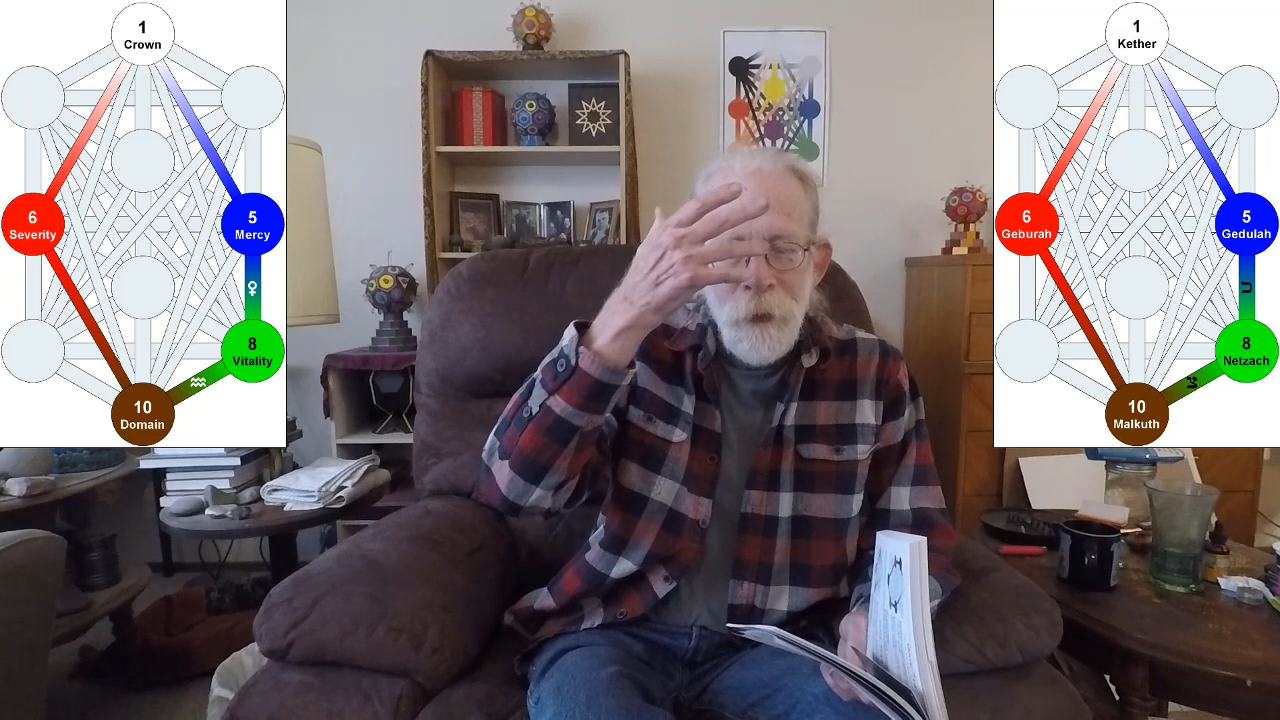 1
Crown
6
Severity
5
Mercy
♀
8
Vitality
♒
10
Domain
1
Kether
6
Geburah
5
Gedulah
8
Netzach
10
Malkuth